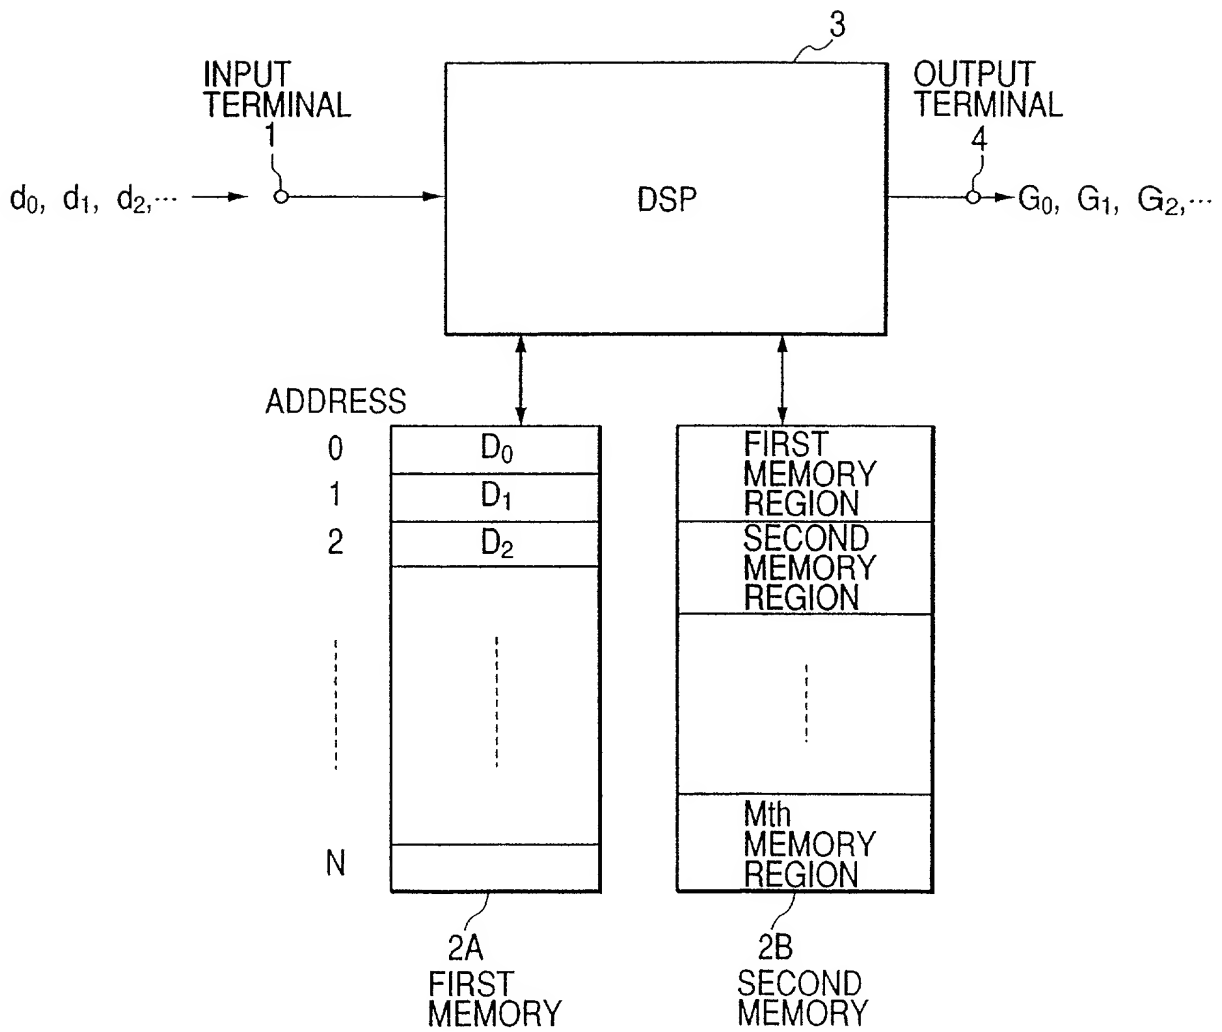 3
INPUT
TERMINAL
1
OUTPUT
TERMINAL
4
d0, d1, d2,···
DSP
G0, G1, G2,···
ADDRESS
0
D0
1
D1
2
D2
N
FIRST
MEMORY
REGION
SECOND
MEMORY
REGION
Mth
MEMORY
REGION
2A
FIRST
MEMORY
2B
SECOND
MEMORY